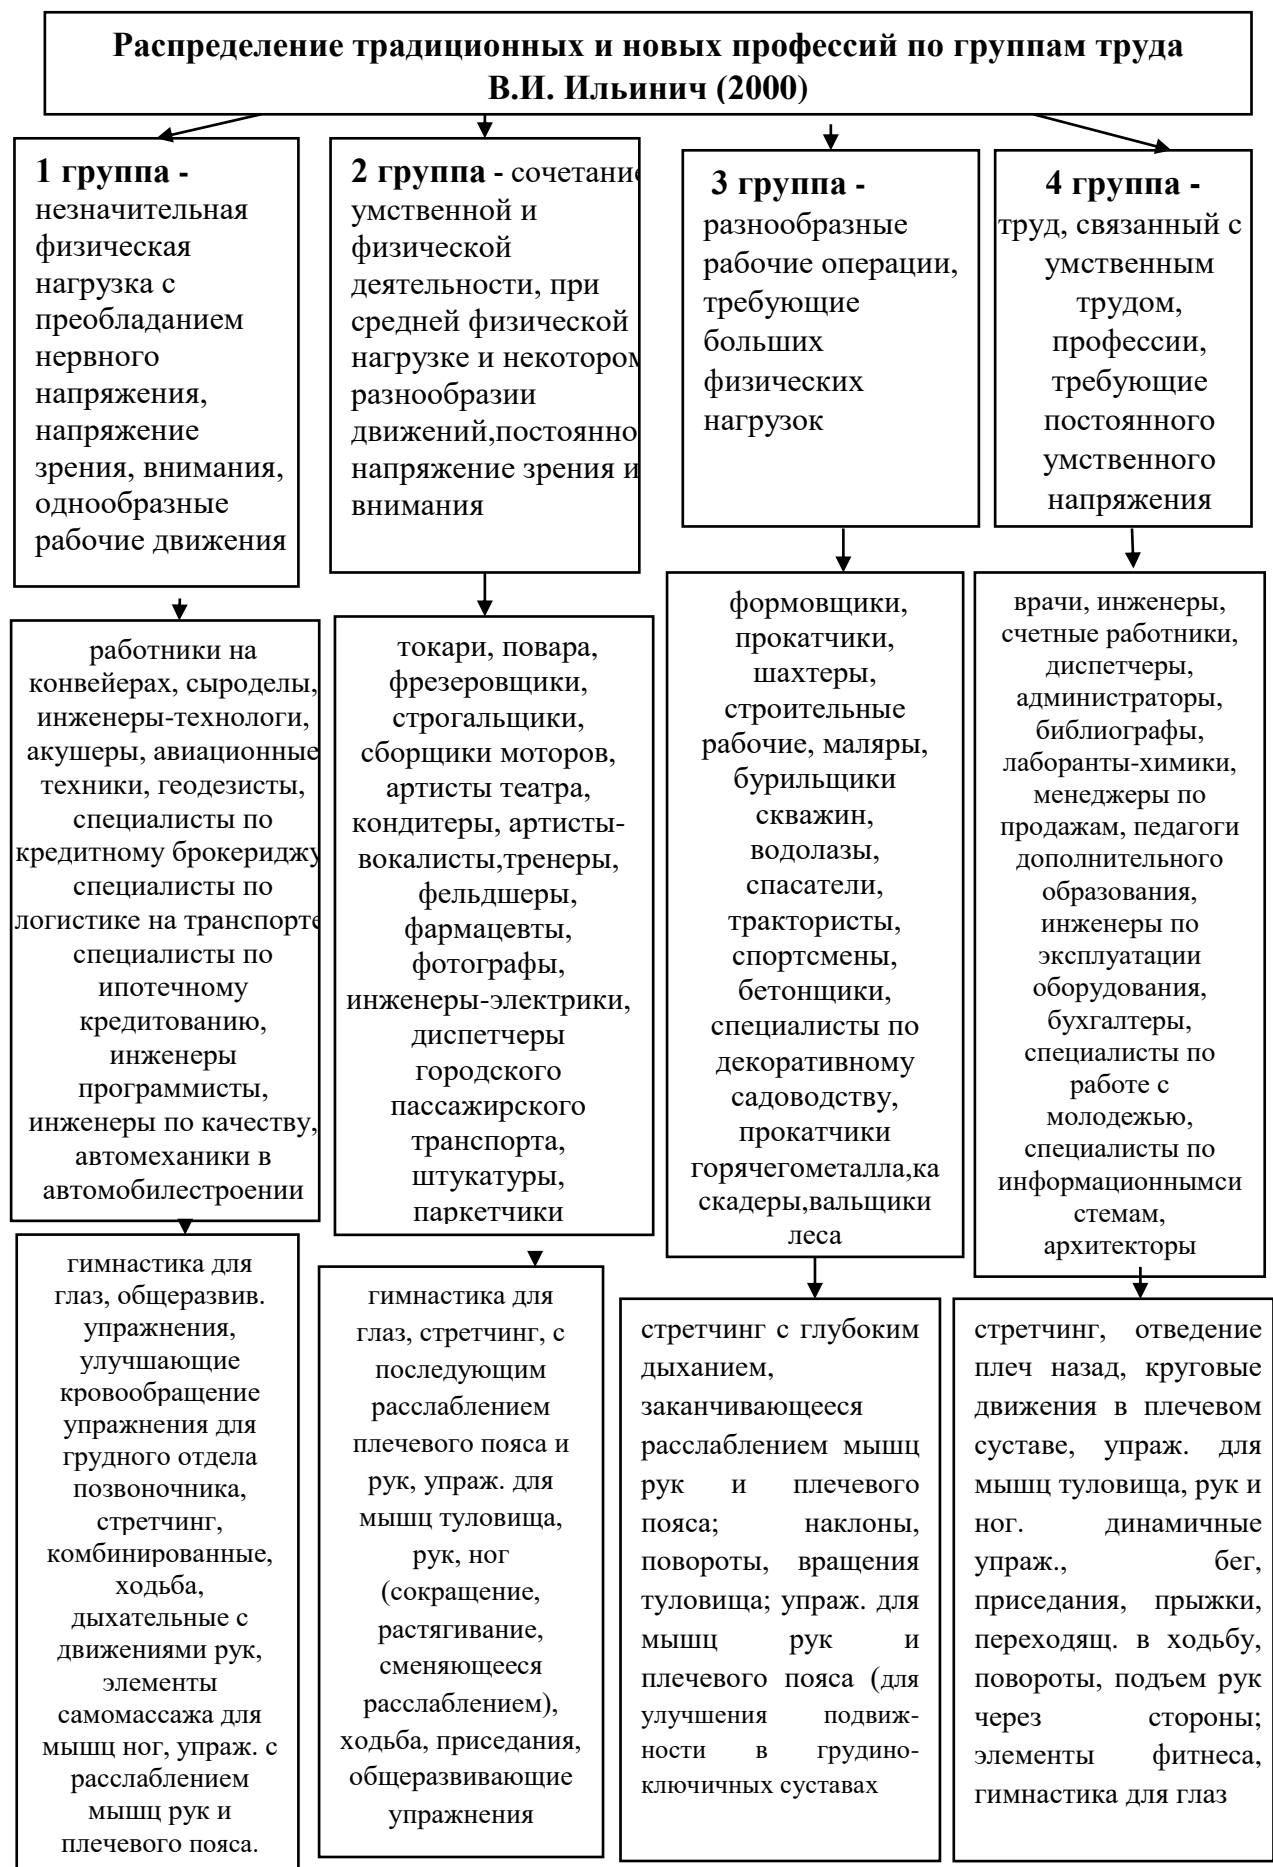 Распределение традиционных и новых профессий по группам труда
В.И. Ильинич (2000)
1 группа -
незначительная
физическая
нагрузка с
преобладанием
нервного
напряжения,
напряжение
зрения, внимания,
однообразные
рабочие движения
2 группа - сочетание
умственной и
физической
деятельности, при
средней физической
нагрузке и некотором
разнообразии
движений,постоянно
напряжение зрения и
внимания
3 группа -
разнообразные
рабочие операции,
требующие
больших
физических
нагрузок
4 группа -
труд, связанный с
умственным
трудом,
профессии,
требующие
постоянного
умственного
напряжения
работники на
конвейерах, сыроделы,
инженеры-технологи,
акушеры, авиационные
техники, геодезисты,
специалисты по
кредитному брокериджу
специалисты по
логистике на транспорте
специалисты по
ипотечному
кредитованию,
инженеры
программисты,
инженеры по качеству,
автомеханики в
автомобилестроении
токари, повара,
фрезеровщики,
строгальщики,
сборщики моторов,
артисты театра,
кондитеры, артисты-
вокалисты,тренеры,
фельдшеры,
фармацевты,
фотографы,
инженеры-электрики,
диспетчеры
городского
пассажирского
транспорта,
штукатуры,
паркетчики
формовщики,
прокатчики,
шахтеры,
строительные
рабочие, маляры,
бурильщики
скважин,
водолазы,
спасатели,
трактористы,
спортсмены,
бетонщики,
специалисты по
декоративному
садоводству,
прокатчики
горячегометалла,ка
скадеры,вальщики
леса
врачи, инженеры,
счетные работники,
диспетчеры,
администраторы,
библиографы,
лаборанты-химики,
менеджеры по
продажам, педагоги
дополнительного
образования,
инженеры по
эксплуатации
оборудования,
бухгалтеры,
специалисты по
работе с
молодежью,
специалисты по
информационнымси
стемам,
архитекторы
гимнастика для
глаз, общеразвив.
упражнения,
улучшающие
кровообращение
упражнения для
грудного отдела
позвоночника,
стретчинг,
комбинированные,
ходьба,
дыхательные с
движениями рук,
элементы
самомассажа для
мышц ног, упраж. с
расслаблением
мышц рук и
плечевого пояса.
гимнастика для
глаз, стретчинг, с
последующим
расслаблением
плечевого пояса и
рук, упраж. для
мышц туловища,
рук, ног
(сокращение,
растягивание,
сменяющееся
расслаблением),
ходьба, приседания,
общеразвивающие
упражнения
стретчинг с глубоким
дыханием,
заканчивающееся
расслаблением мышц
рук и плечевого
пояса; наклоны,
повороты, вращения
туловища; упраж. для
мышц рук и
плечевого пояса (для
улучшения подвиж-
ности в грудино-
ключичных суставах
стретчинг, отведение
плеч назад, круговые
движения в плечевом
суставе, упраж. для
мышц туловища, рук и
ног. динамичные
упраж., бег,
приседания, прыжки,
переходящ. в ходьбу,
повороты, подъем рук
через стороны;
элементы фитнеса,
гимнастика для глаз